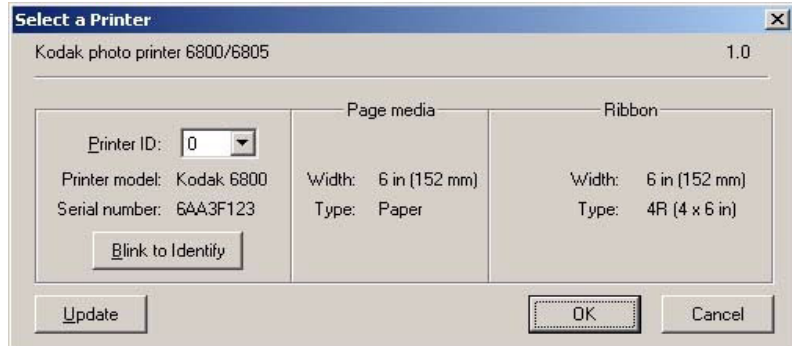 Select a Printer
Kodak photo printer 6800/6805 1.0
Page media Ribbon
Printer ID: 0
Printer model: Kodak 6800 Width: 6 in (152 mm) Width: 6 in (152 mm)
Serial number: 6AA3F123 Type: Paper Type: 4R (4 x 6 in)
Blink to Identify
Update OK Cancel